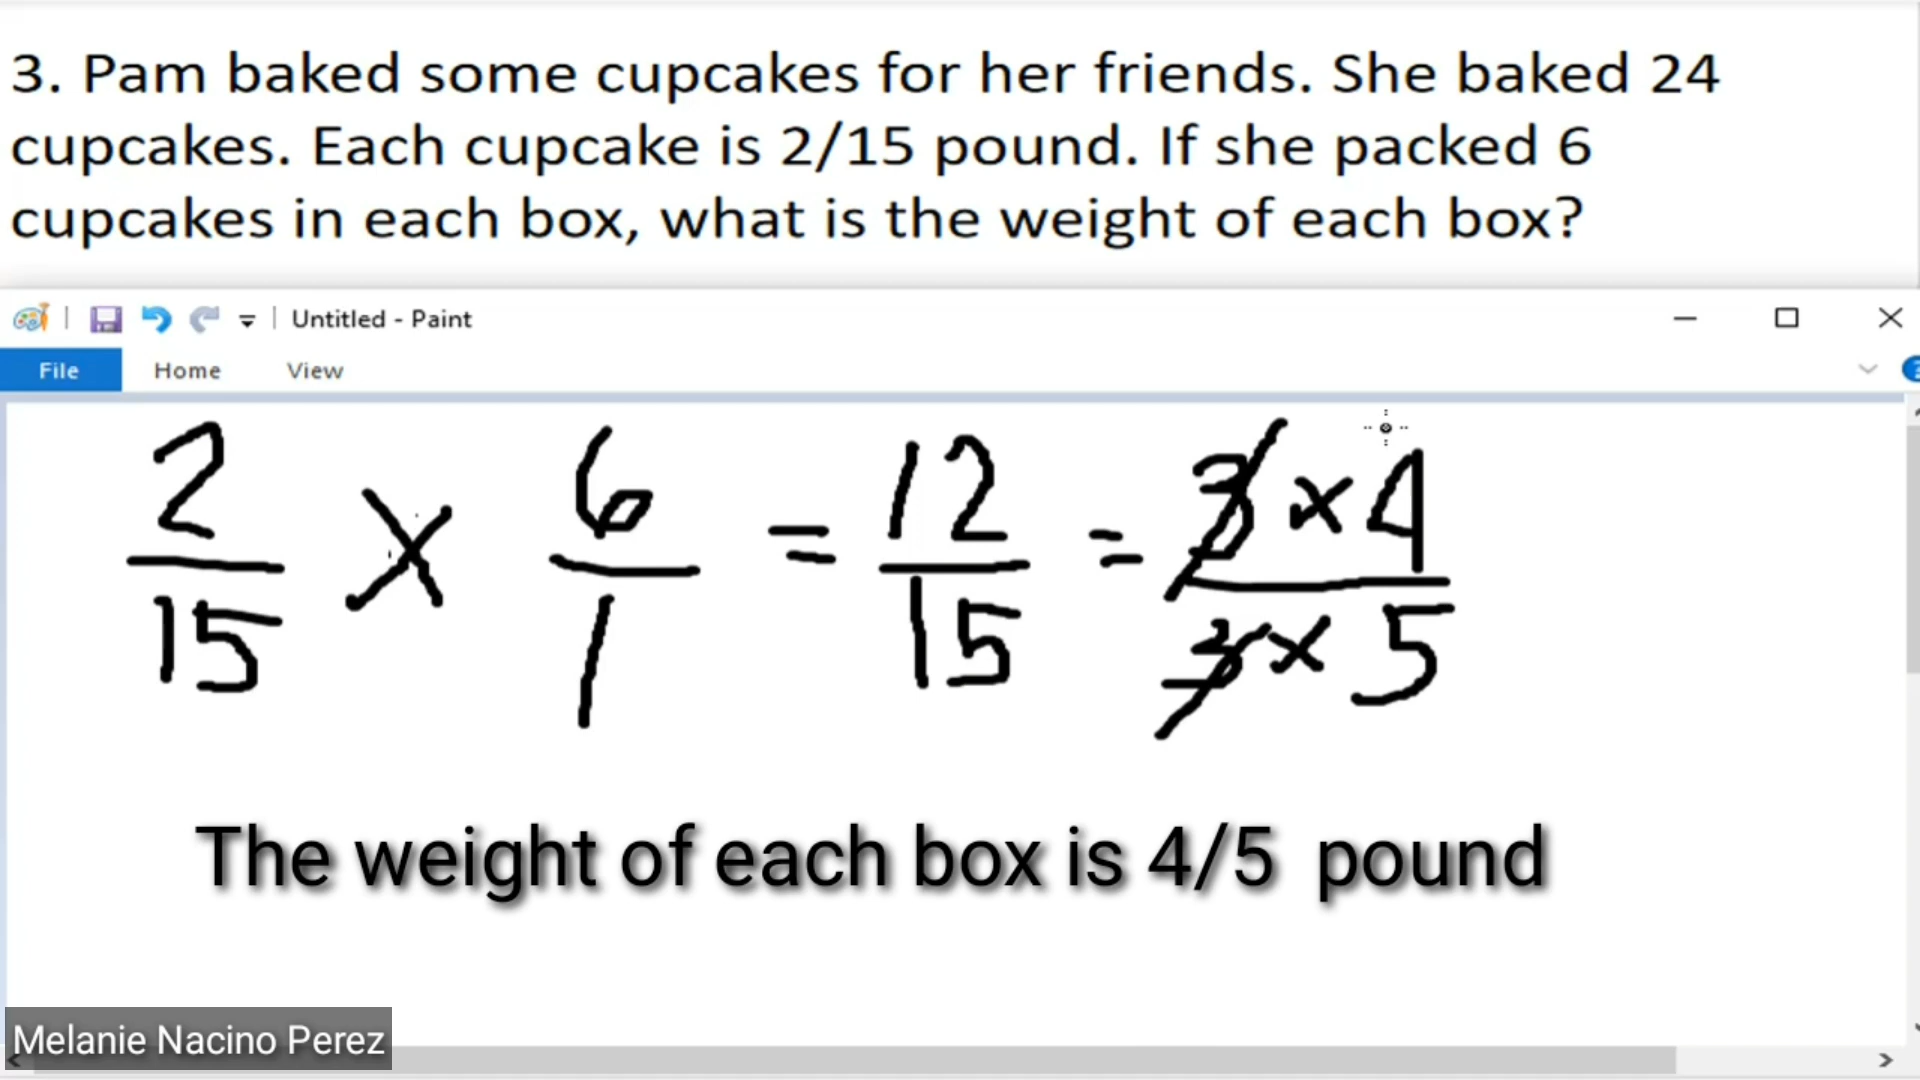 3. Pam baked some cupcakes for her friends. She baked 24
cupcakes. Each cupcake is 2/15 pound. If she packed 6
cupcakes in each box, what is the weight of each box?
Untitled - Paint
File Home View
2/15 x 6/1 = 12/15 = 3 x 4/3 x 5
The weight of each box is 4/5 pound
Melanie Nacino Perez